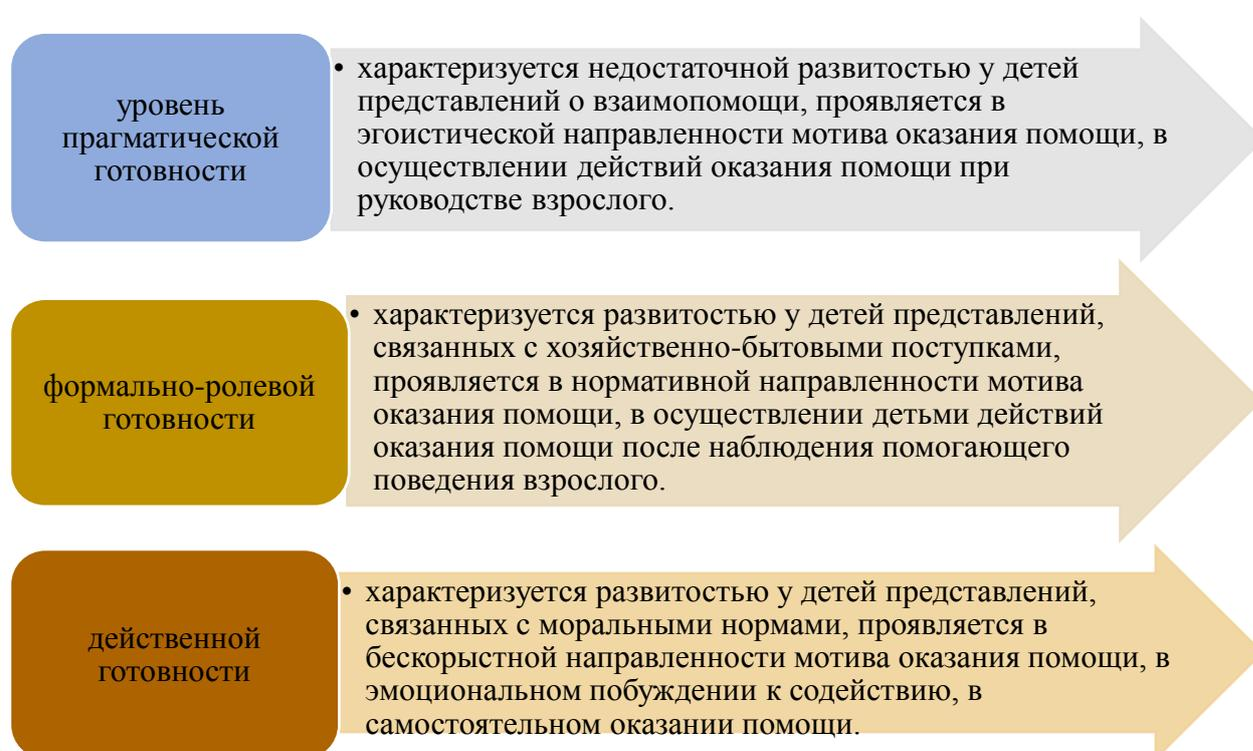 уровень
прагматической
готовности
• характеризуется недостаточной развитостью у детей
представлений о взаимопомощи, проявляется в
эгоистической направленности мотива оказания помощи, в
осуществлении действий оказания помощи при
руководстве взрослого.
формально-ролевой
готовности
• характеризуется развитостью у детей представлений,
связанных с хозяйственно-бытовыми поступками,
проявляется в нормативной направленности мотива
оказания помощи, в осуществлении детьми действий
оказания помощи после наблюдения помогающего
поведения взрослого.
действенной
готовности
• характеризуется развитостью у детей представлений,
связанных с моральными нормами, проявляется в
бескорыстной направленности мотива оказания помощи, в
эмоциональном побуждении к содействию, в
самостоятельном оказании помощи.